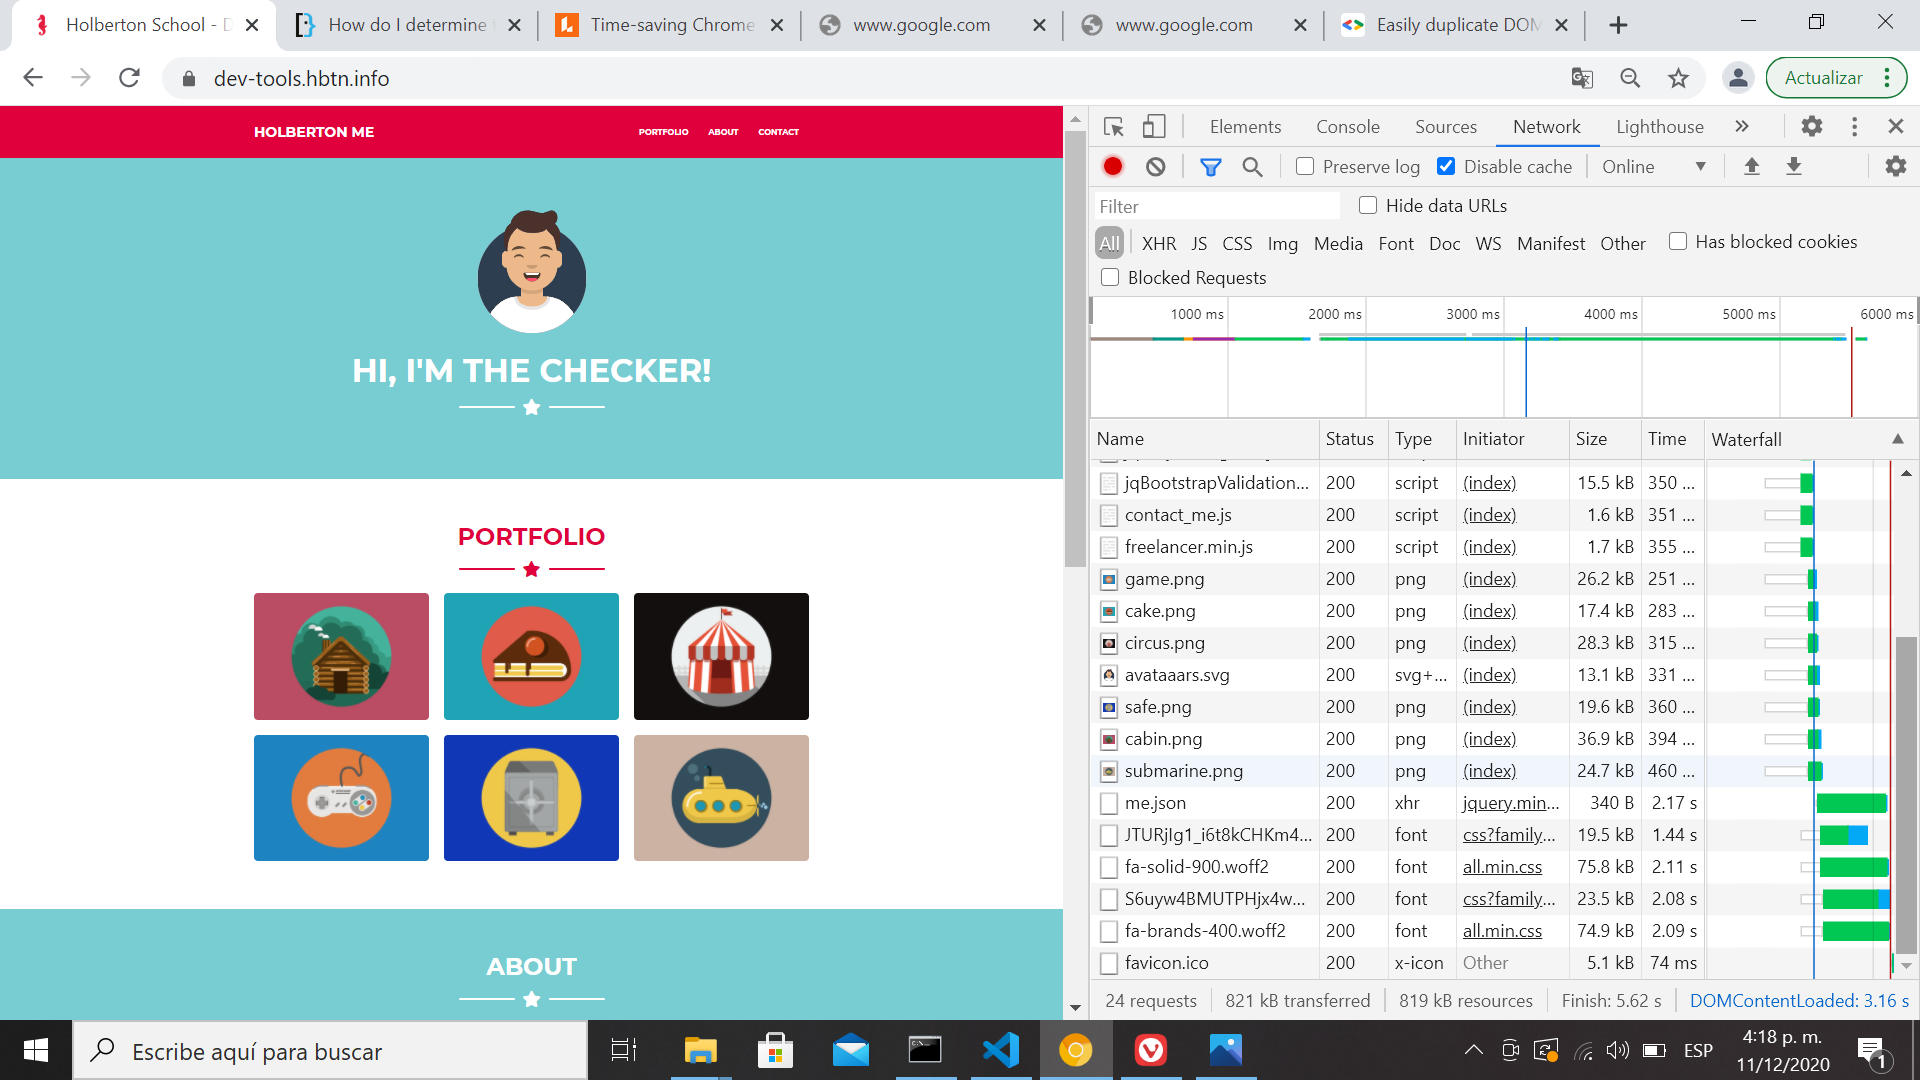 Holberton School - D
How do I determine
Time-saving Chrome
www.google.com
www.google.com
Easily duplicate DOM
dev-tools.hbtn.info
Actualizar
HOLBERTON ME
PORTFOLIO ABOUT CONTACT
HI, I'M THE CHECKER!
PORTFOLIO
ABOUT
Elements Console Sources Network Lighthouse
Preserve log Disable cache Online
Filter Hide data URLs
All XHR JS CSS Img Media Font Doc WS Manifest Other Has blocked cookies
Blocked Requests
1000 ms 2000 ms 3000 ms 4000 ms 5000 ms 6000 ms
Name Status Type Initiator Size Time Waterfall
jqBootstrapValidation... 200 script (index) 15.5 kB 350 ...
contact_me.js 200 script (index) 1.6 kB 351 ...
freelancer.min.js 200 script (index) 1.7 kB 355 ...
game.png 200 png (index) 26.2 kB 251 ...
cake.png 200 png (index) 17.4 kB 283 ...
circus.png 200 png (index) 28.3 kB 315 ...
avataaars.svg 200 svg+... (index) 13.1 kB 331 ...
safe.png 200 png (index) 19.6 kB 360 ...
cabin.png 200 png (index) 36.9 kB 394 ...
submarine.png 200 png (index) 24.7 kB 460 ...
me.json 200 xhr jquery.min... 340 B 2.17 s
JTURjIg1_i6t8kCHKm4... 200 font css?family... 19.5 kB 1.44 s
fa-solid-900.woff2 200 font all.min.css 75.8 kB 2.11 s
S6uyw4BMUTPHjx4w... 200 font css?family... 23.5 kB 2.08 s
fa-brands-400.woff2 200 font all.min.css 74.9 kB 2.09 s
favicon.ico 200 x-icon Other 5.1 kB 74 ms
24 requests 821 kB transferred 819 kB resources Finish: 5.62 s DOMContentLoaded: 3.16 s
Escribe aquí para buscar
ESP
4:18 p. m.
11/12/2020
1